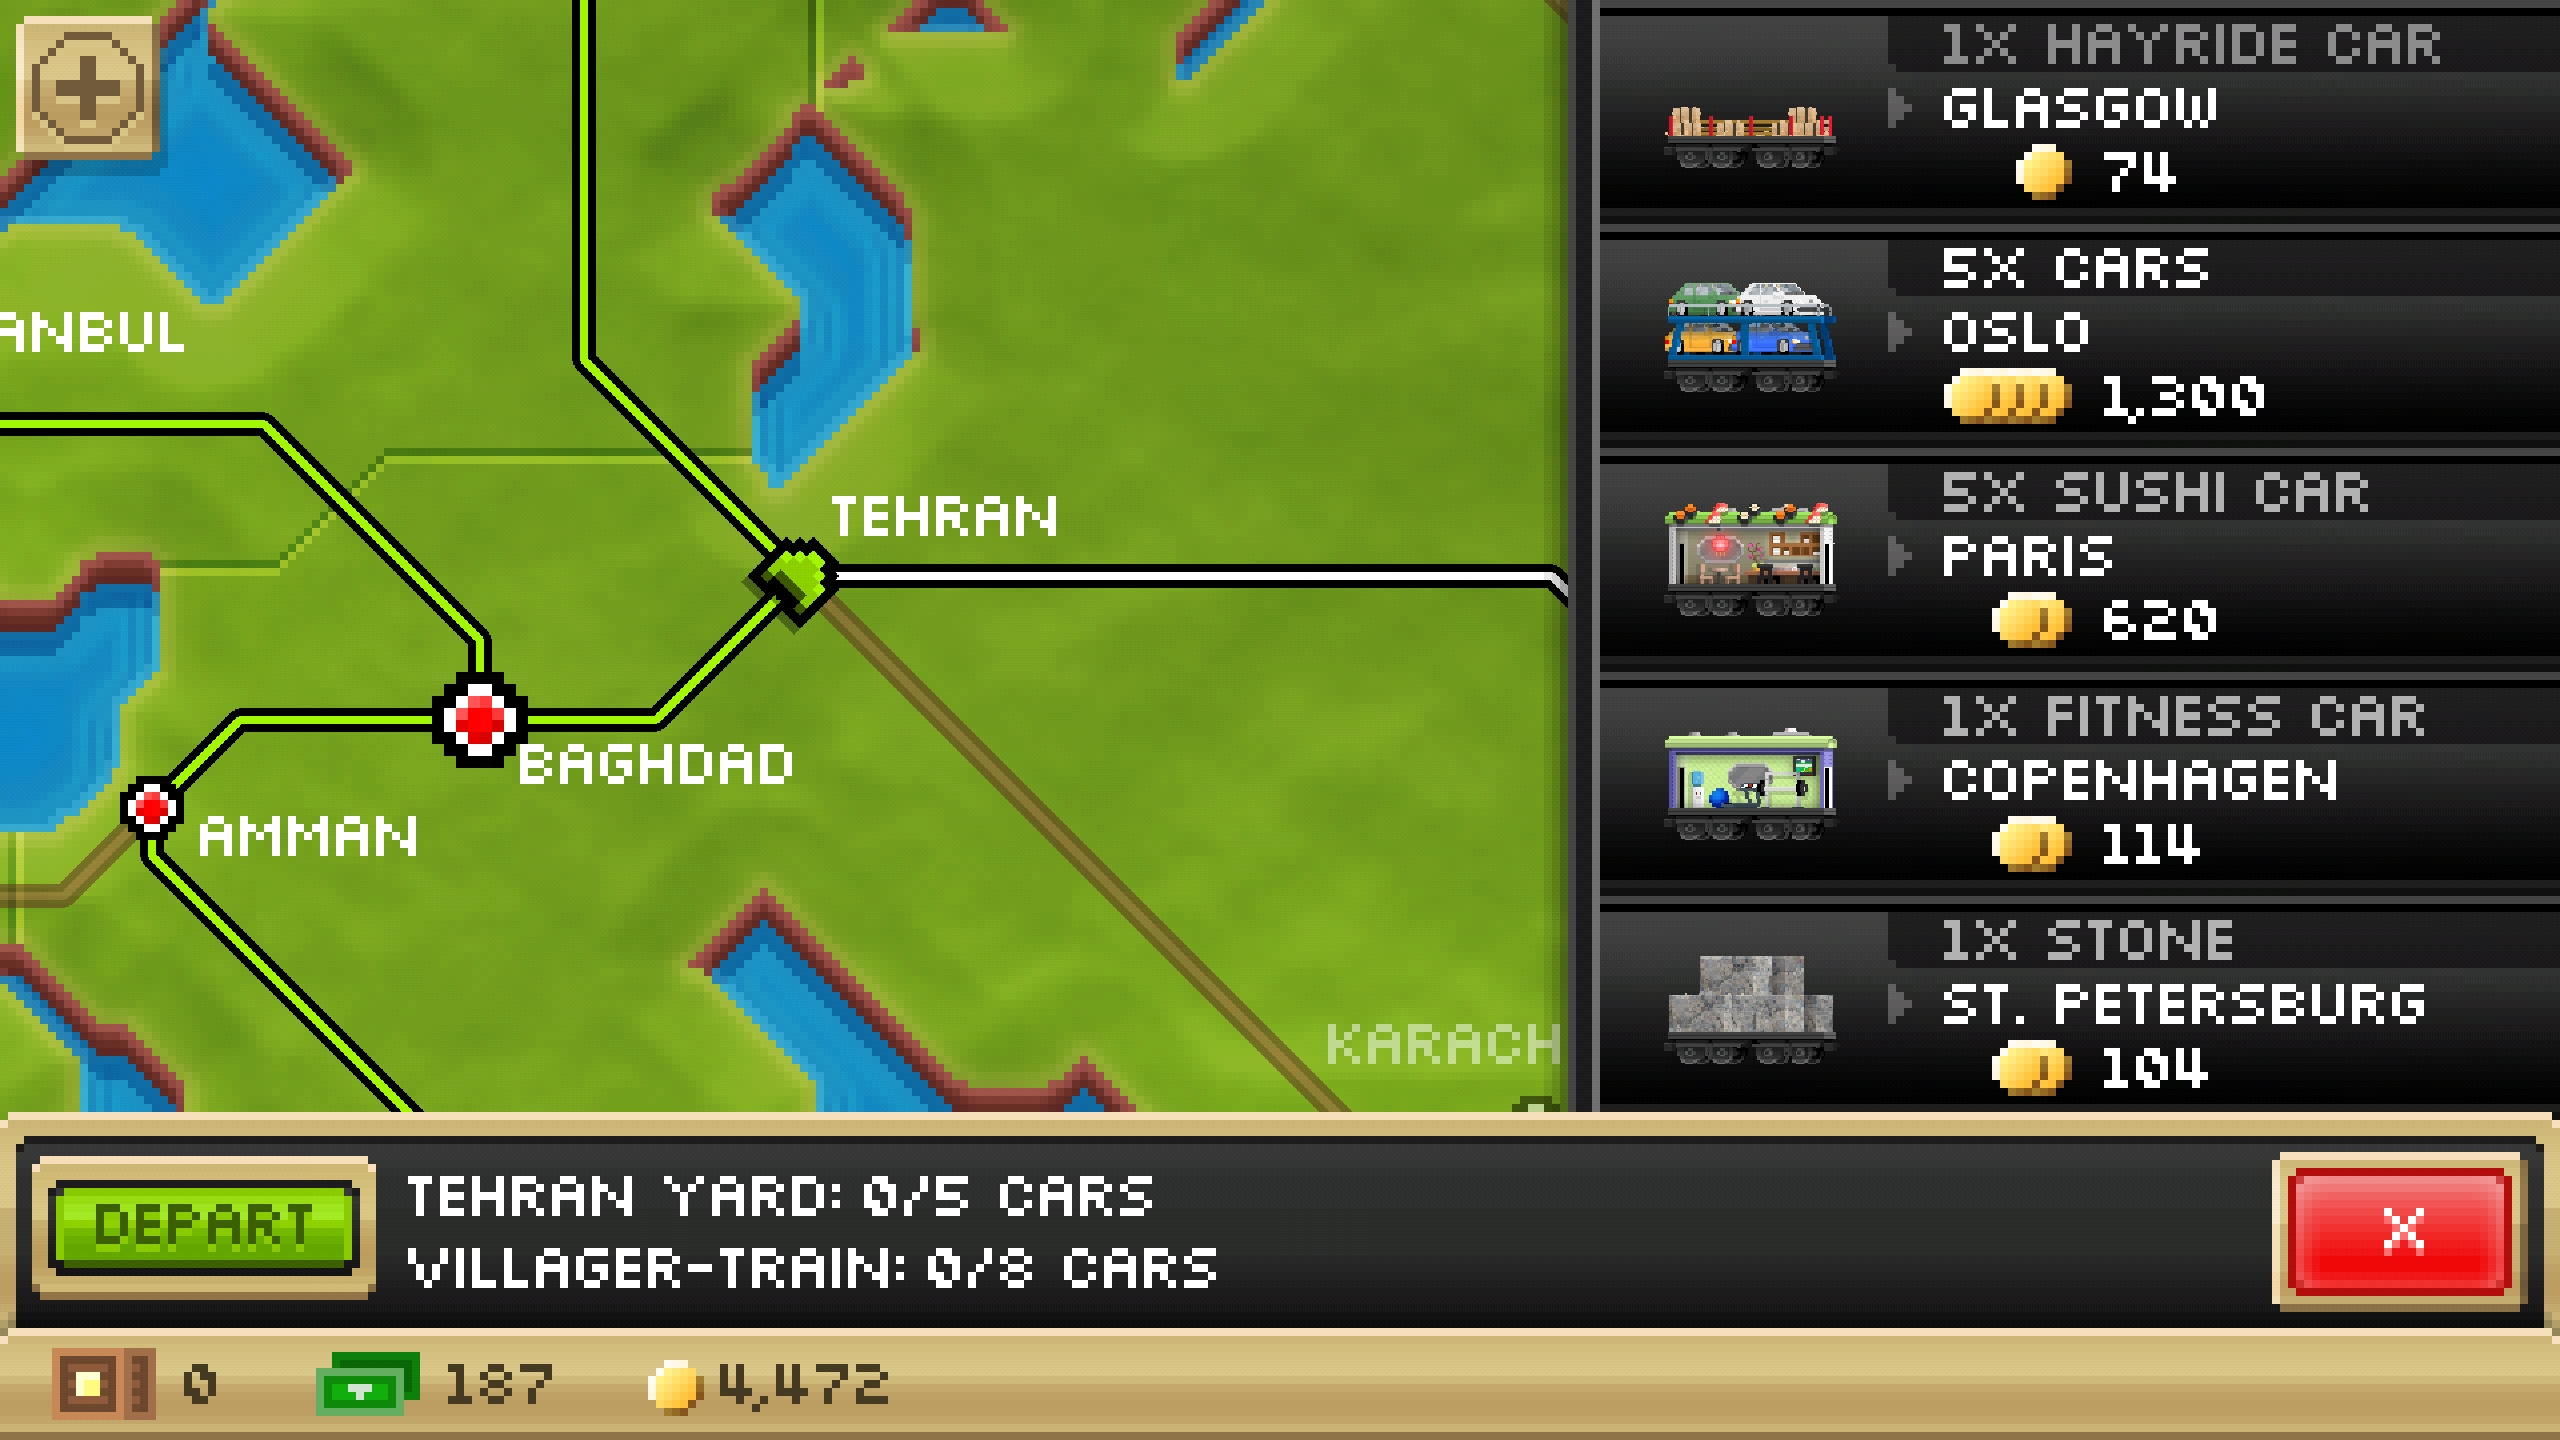 ANBUL
TEHRAN
BAGHDAD
AMMAN
KARACH
1X HAYRIDE CAR
GLASGOW
74
5X CARS
OSLO
1,300
5X SUSHI CAR
PARIS
620
1X FITNESS CAR
COPENHAGEN
114
1X STONE
ST. PETERSBURG
104
DEPART
TEHRAN YARD: 0/5 CARS
VILLAGER-TRAIN: 0/8 CARS
X
0 187 4,472